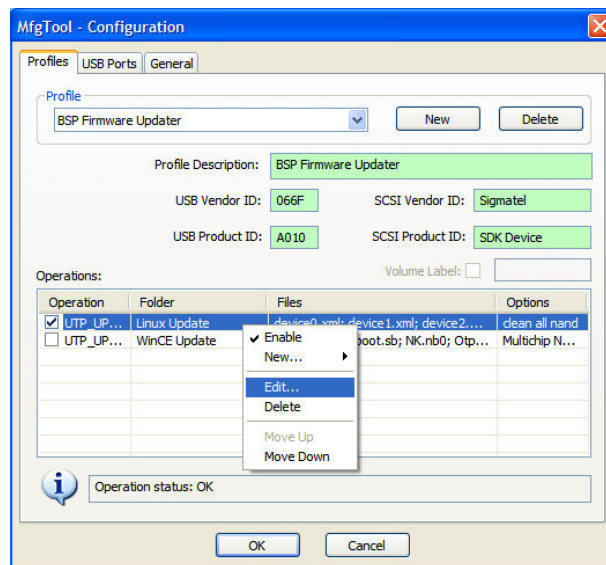 MfgTool - Configuration
Profiles USB Ports General
Profile
BSP Firmware Updater New Delete
Profile Description: BSP Firmware Updater
USB Vendor ID: 066F SCSI Vendor ID: Sigmatel
USB Product ID: A010 SCSI Product ID: SDK Device
Operations: Volume Label:
Operation Folder Files Options
UTP_UP... Linux Update device0.xml; device1.xml; device2.... clean all nand
UTP_UP... WinCE Update boot.sb; NK.nb0; Otp... Multichip N...
Enable
New...
Edit...
Delete
Move Up
Move Down
Operation status: OK
OK Cancel